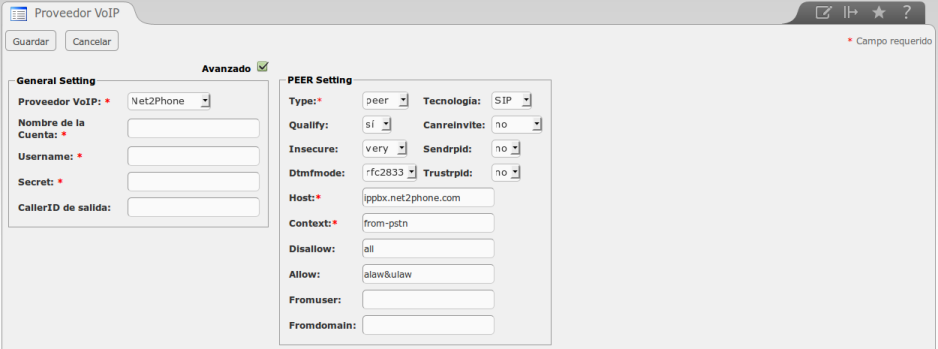 Proveedor VoIP
?
Guardar Cancelar * Campo requerido
Avanzado
General Setting
Proveedor VoIP: * Net2Phone
Nombre de la
Cuenta: *
Username: *
Secret: *
CallerID de salida:
PEER Setting
Type:* peer Tecnología: SIP
Qualify: sí Canreinvite: no
Insecure: very Sendrpid: no
Dtmfmode: rfc2833 Trustrpid: no
Host:* ippbx.net2phone.com
Context:* from-pstn
Disallow: all
Allow: alaw&ulaw
Fromuser:
Fromdomain: